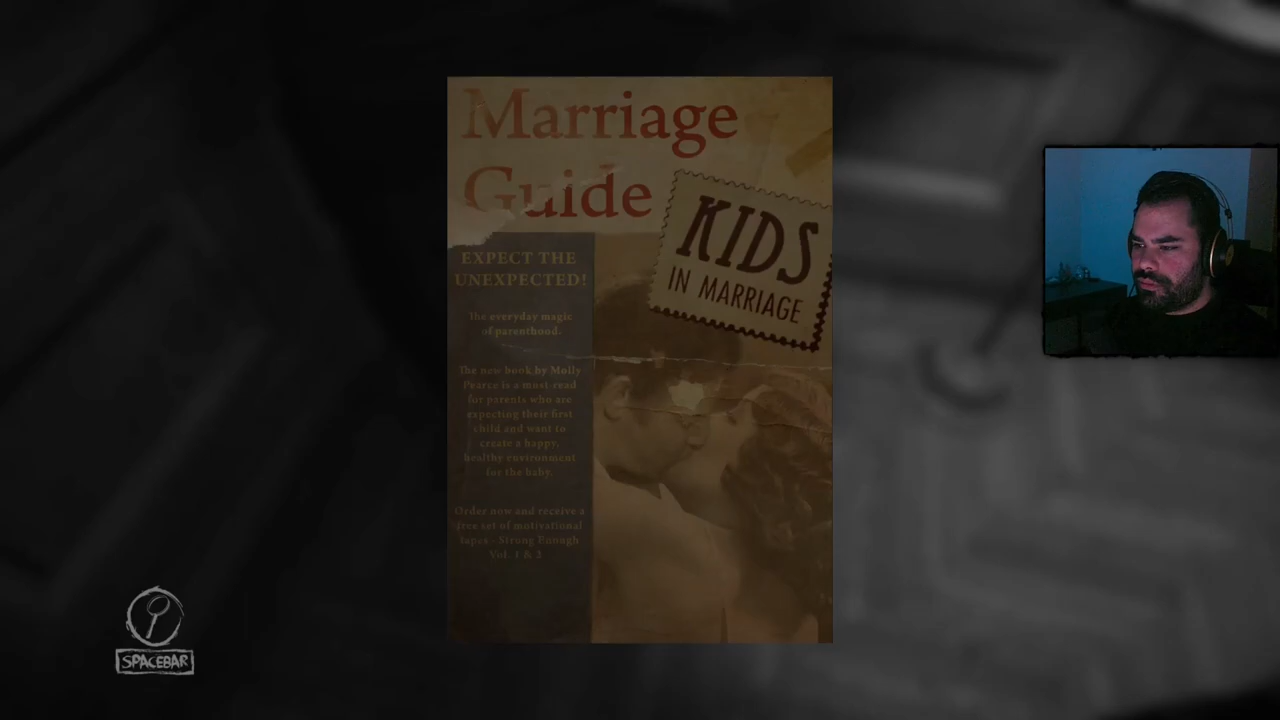 Marriage
Guide
KIDS
IN MARRIAGE
EXPECT THE
UNEXPECTED!
The everyday magic
of parenthood.
The new book by Molly
Pearce is a must read
for parents who are
expecting their first
child and want to
create a happy,
healthy environment
for the baby.
Order now and receive a
free set of motivational
tapes - Strong Enough
Vol. 1 & 2
SPACEBAR